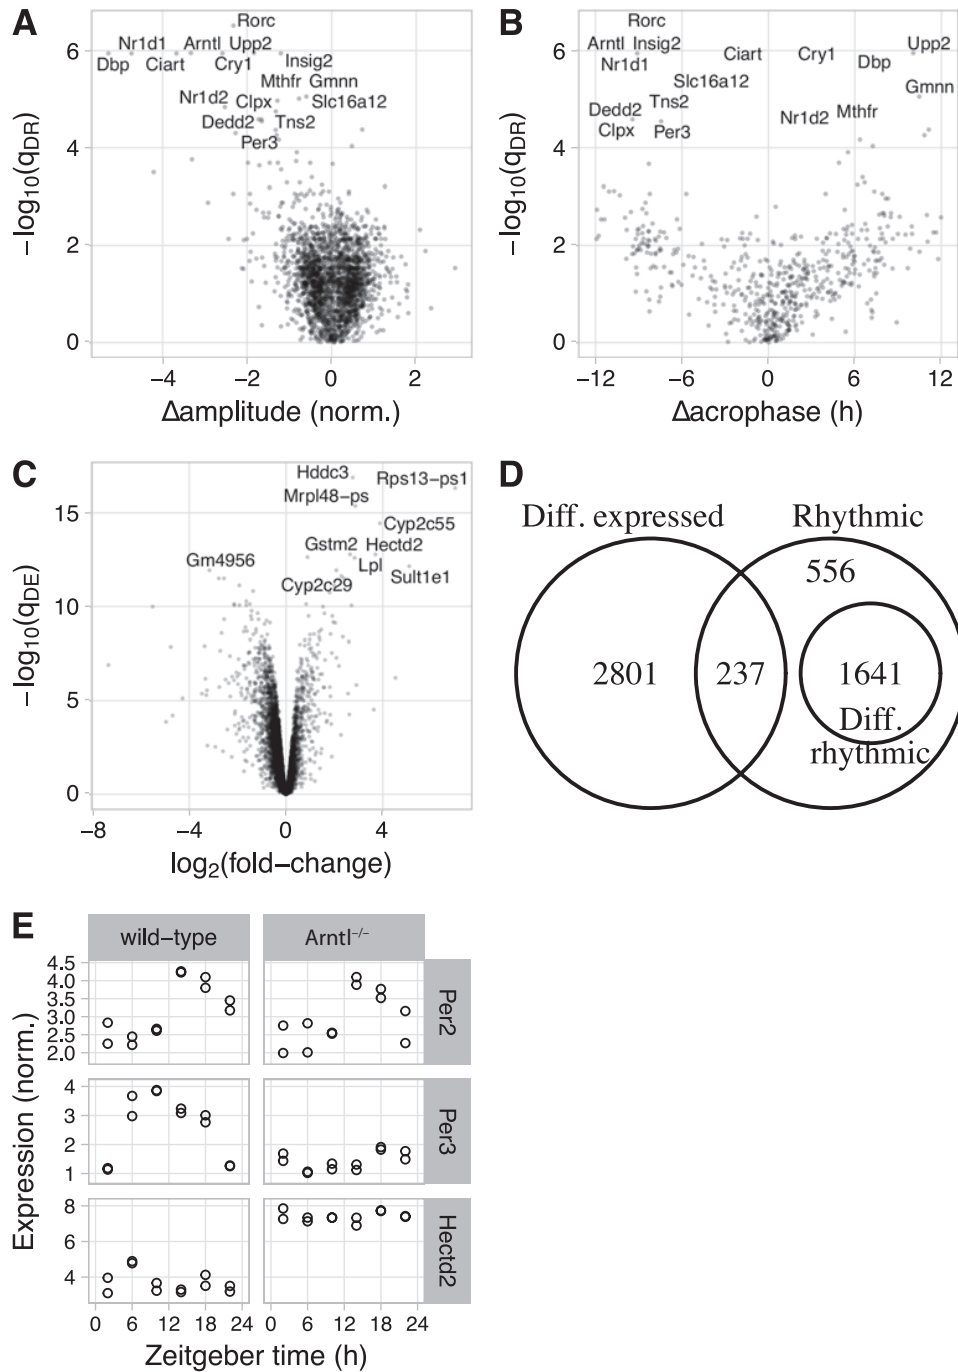 A
Rorc
6
Nr1d1 Arntl Upp2
Dbp Ciart Cry1 Insig2
Mthfr Gmnn
Nr1d2 Clpx Slc16a12
Dedd2 Tns2
Per3
4
2
0
−log10(qDR)
−4 −2 0 2
Δamplitude (norm.)
B
Rorc
6
Arntl Insig2 Upp2
Nr1d1 Ciart Cry1 Dbp
Slc16a12 Gmnn
Tns2
Dedd2 Nr1d2 Mthfr
Clpx Per3
4
2
0
−log10(qDR)
−12 −6 0 6 12
Δacrophase (h)
C
Hddc3 Rps13−ps1
Mrpl48−ps
15
Cyp2c55
Gstm2 Hectd2
Gm4956 Lpl
Cyp2c29 Sult1e1
10
5
0
−log10(qDE)
−8 −4 0 4
log2(fold−change)
D
Diff. expressed Rhythmic
556
2801 237 1641
Diff.
rhythmic
E
wild−type Arntl−/−
4.5
4.0
3.5
3.0
2.5
2.0
Per2
4
3
2
1
Per3
8
6
4
Hectd2
Expression (norm.)
0 6 12 18 24 0 6 12 18 24
Zeitgeber time (h)